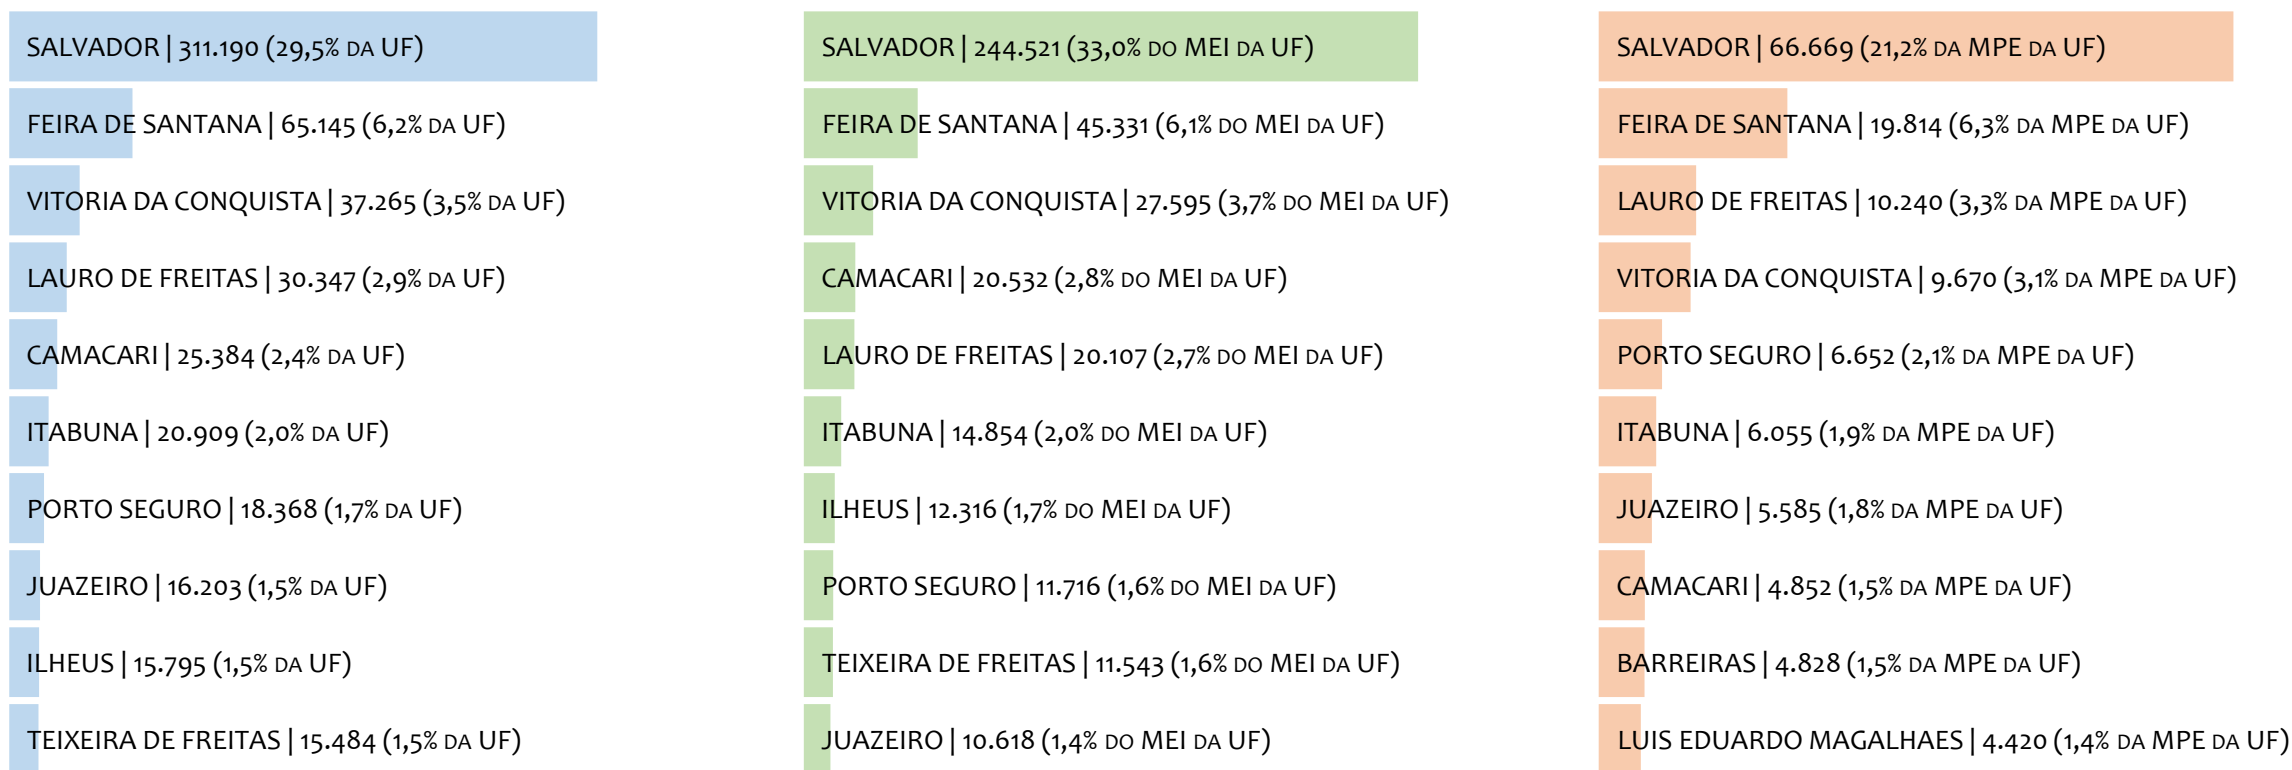 SALVADOR | 311.190 (29,5% DA UF)
FEIRA DE SANTANA | 65.145 (6,2% DA UF)
VITORIA DA CONQUISTA | 37.265 (3,5% DA UF)
LAURO DE FREITAS | 30.347 (2,9% DA UF)
CAMACARI | 25.384 (2,4% DA UF)
ITABUNA | 20.909 (2,0% DA UF)
PORTO SEGURO | 18.368 (1,7% DA UF)
JUAZEIRO | 16.203 (1,5% DA UF)
ILHEUS | 15.795 (1,5% DA UF)
TEIXEIRA DE FREITAS | 15.484 (1,5% DA UF)
SALVADOR | 244.521 (33,0% DO MEI DA UF)
FEIRA DE SANTANA | 45.331 (6,1% DO MEI DA UF)
VITORIA DA CONQUISTA | 27.595 (3,7% DO MEI DA UF)
CAMACARI | 20.532 (2,8% DO MEI DA UF)
LAURO DE FREITAS | 20.107 (2,7% DO MEI DA UF)
ITABUNA | 14.854 (2,0% DO MEI DA UF)
ILHEUS | 12.316 (1,7% DO MEI DA UF)
PORTO SEGURO | 11.716 (1,6% DO MEI DA UF)
TEIXEIRA DE FREITAS | 11.543 (1,6% DO MEI DA UF)
JUAZEIRO | 10.618 (1,4% DO MEI DA UF)
SALVADOR | 66.669 (21,2% DA MPE DA UF)
FEIRA DE SANTANA | 19.814 (6,3% DA MPE DA UF)
LAURO DE FREITAS | 10.240 (3,3% DA MPE DA UF)
VITORIA DA CONQUISTA | 9.670 (3,1% DA MPE DA UF)
PORTO SEGURO | 6.652 (2,1% DA MPE DA UF)
ITABUNA | 6.055 (1,9% DA MPE DA UF)
JUAZEIRO | 5.585 (1,8% DA MPE DA UF)
CAMACARI | 4.852 (1,5% DA MPE DA UF)
BARREIRAS | 4.828 (1,5% DA MPE DA UF)
LUIS EDUARDO MAGALHAES | 4.420 (1,4% DA MPE DA UF)